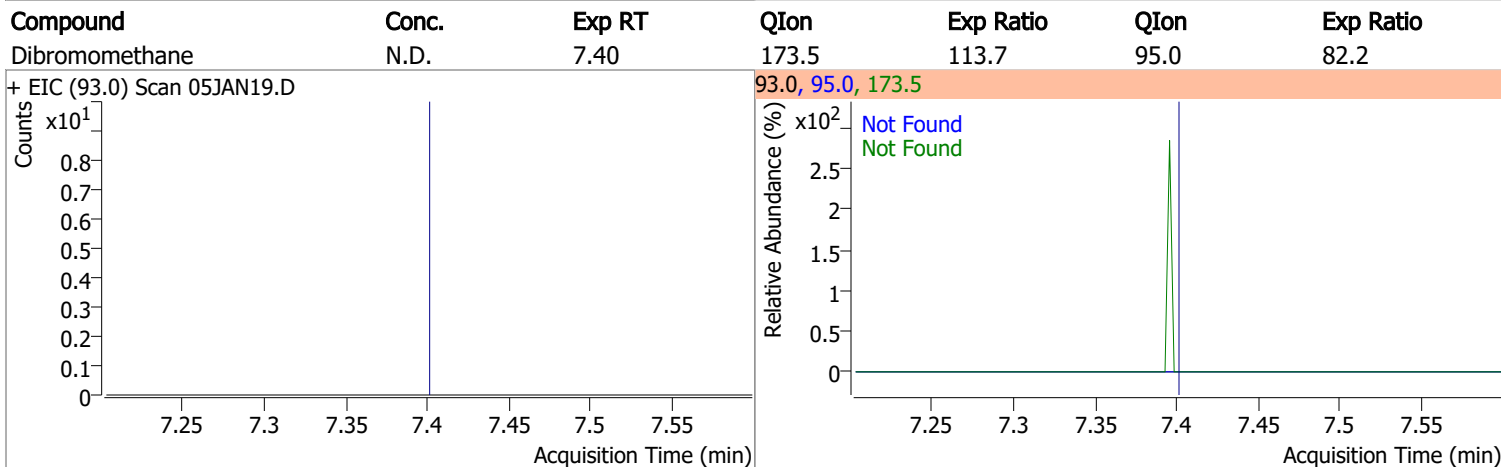 Compound Conc. Exp RT QIon Exp Ratio QIon Exp Ratio
Dibromomethane N.D. 7.40 173.5 113.7 95.0 82.2
+ EIC (93.0) Scan 05JAN19.D
Counts
x10¹
0.8
0.7
0.6
0.5
0.4
0.3
0.2
0.1
0
7.25 7.3 7.35 7.4 7.45 7.5 7.55
Acquisition Time (min)
93.0, 95.0, 173.5
Relative Abundance (%)
x10²
Not Found
Not Found
2.5
2
1.5
1
0.5
0
7.25 7.3 7.35 7.4 7.45 7.5 7.55
Acquisition Time (min)